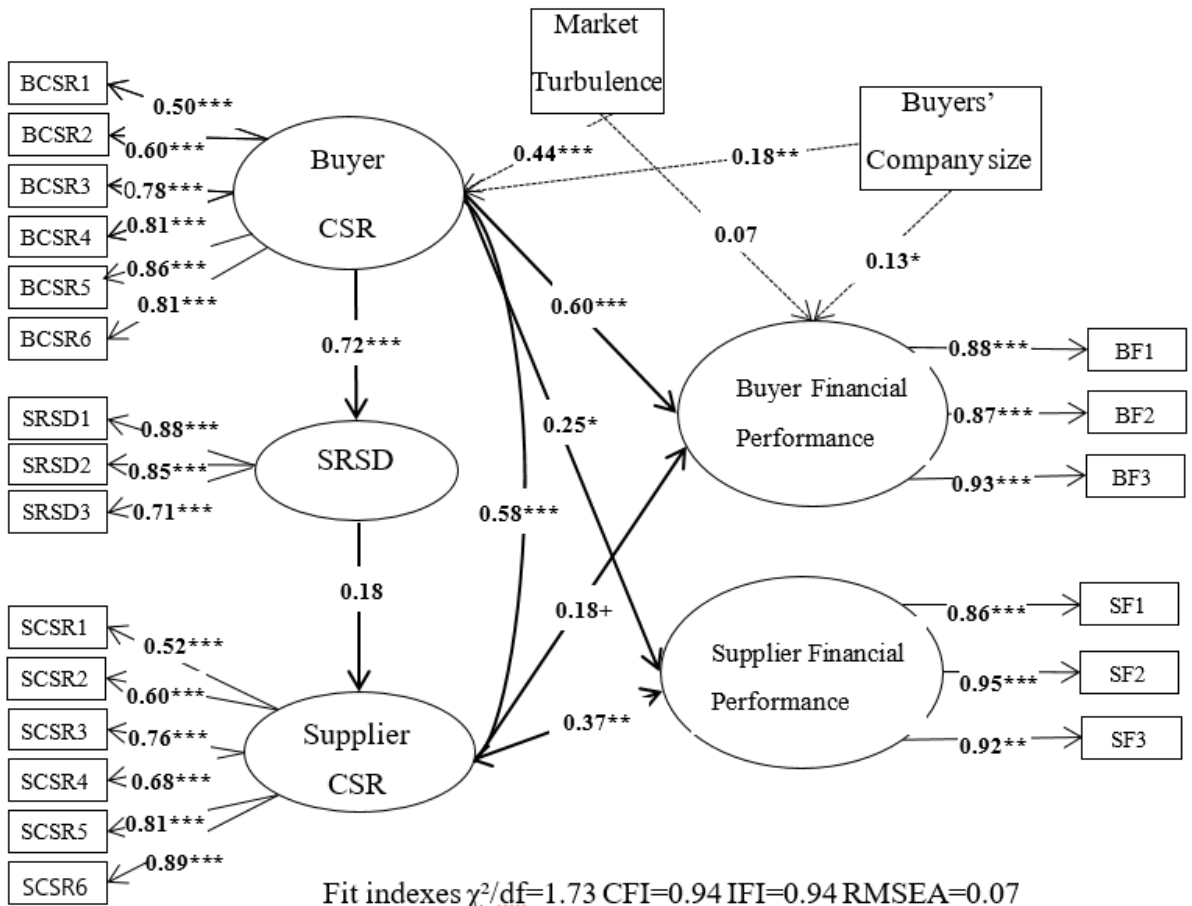 Market
Turbulence
Buyers’
Company size
BCSR1
0.50***
BCSR2
0.60***
BCSR3
0.78***
BCSR4
0.81***
BCSR5
0.86***
BCSR6
0.81***
Buyer
CSR
0.44***
0.18**
0.07
0.13*
0.60***
0.72***
0.25*
0.58***
Buyer Financial
Performance
0.88***
BF1
0.87***
BF2
0.93***
BF3
SRSD1
0.88***
SRSD2
0.85***
SRSD3
0.71***
SRSD
0.18
0.18+
0.37**
SCSR1
0.52***
SCSR2
0.60***
SCSR3
0.76***
SCSR4
0.68***
SCSR5
0.81***
SCSR6
0.89***
Supplier
CSR
Supplier Financial
Performance
0.86***
SF1
0.95***
SF2
0.92**
SF3
Fit indexes χ²/df=1.73 CFI=0.94 IFI=0.94 RMSEA=0.07